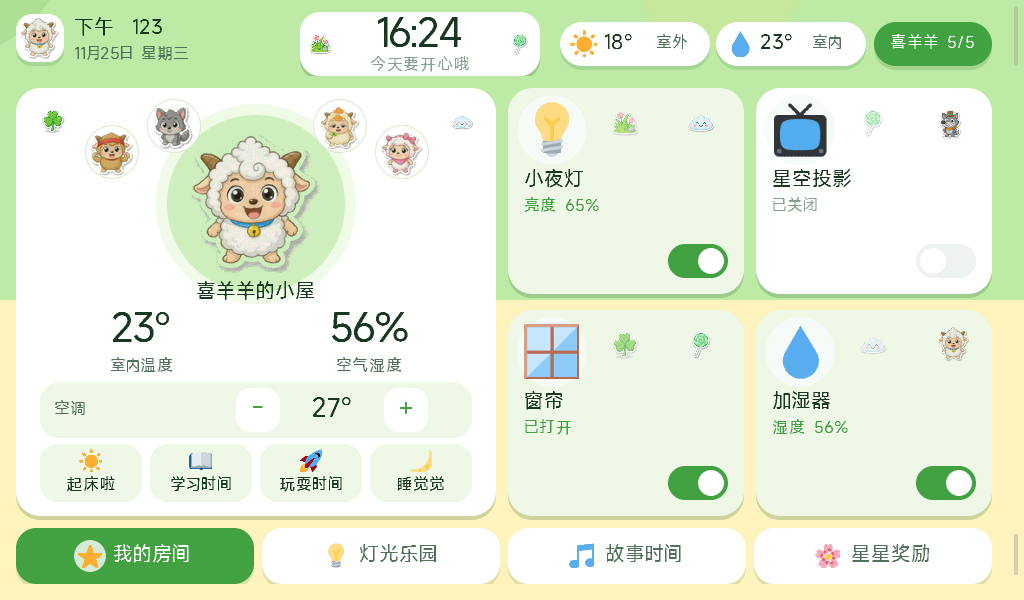 下午 123
11月25日 星期三
16:24
今天要开心哦
18° 室外
23° 室内
喜羊羊 5/5
喜羊羊的小屋
23° 56%
室内温度 空气湿度
空调 − 27° +
起床啦 学习时间 玩耍时间 睡觉觉
小夜灯
亮度 65%
星空投影
已关闭
窗帘
已打开
加湿器
湿度 56%
我的房间 灯光乐园 故事时间 星星奖励